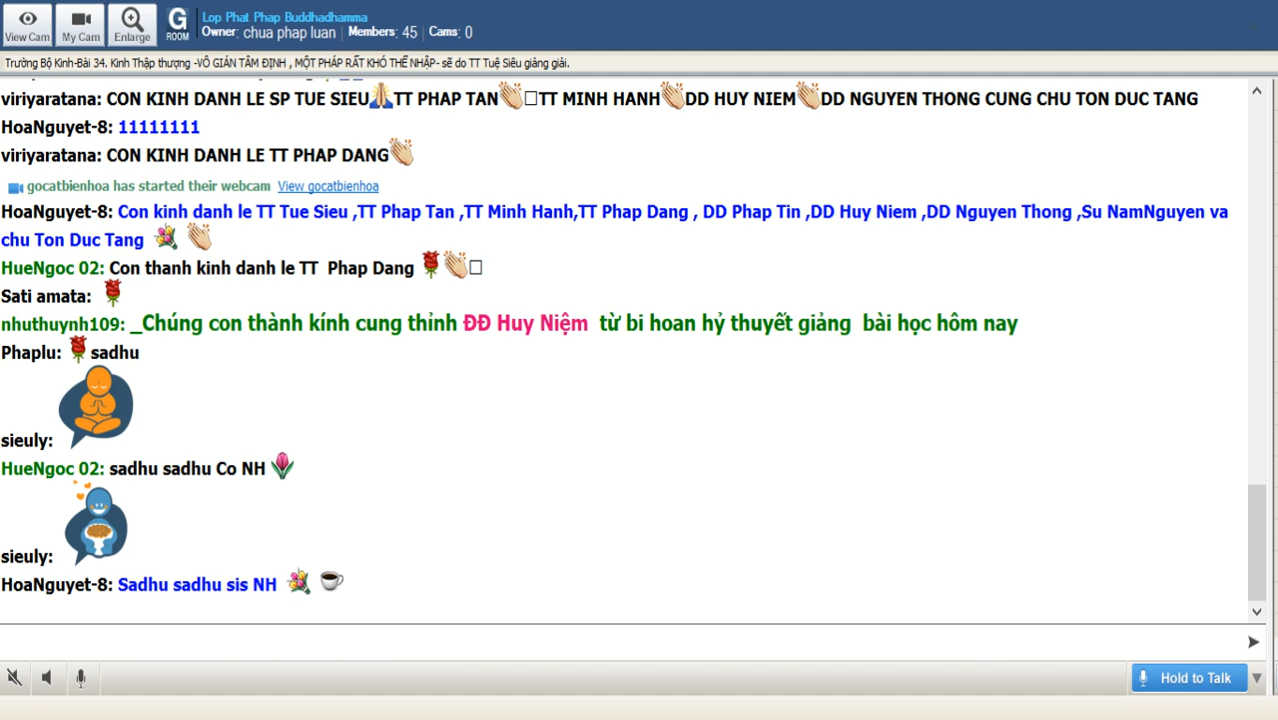 View Cam
My Cam
Enlarge
G
ROOM
Lop Phat Phap Buddhadhamma
Owner: chua phap luan | Members: 45 | Cams: 0
Trường Bộ Kinh-Bài 34. Kinh Thập thượng -VÔ GIÁN TÂM ĐỊNH , MỘT PHÁP RẤT KHÓ THỂ NHẬP- sẽ do TT Tuệ Siêu giảng giải.
viriyaratana: CON KINH DANH LE SP TUE SIEU🙏TT PHAP TAN👏□TT MINH HANH👏DD HUY NIEM👏DD NGUYEN THONG CUNG CHU TON DUC TANG
HoaNguyet-8: 11111111
viriyaratana: CON KINH DANH LE TT PHAP DANG👏
gocatbienhoa has started their webcam View gocatbienhoa
HoaNguyet-8: Con kinh danh le TT Tue Sieu ,TT Phap Tan ,TT Minh Hanh,TT Phap Dang , DD Phap Tin ,DD Huy Niem ,DD Nguyen Thong ,Su NamNguyen va
chu Ton Duc Tang 💐 👏
HueNgoc 02: Con thanh kinh danh le TT Phap Dang 🌹👏□
Sati amata: 🌹
nhuthuynh109: _Chúng con thành kính cung thỉnh ĐĐ Huy Niệm từ bi hoan hỷ thuyết giảng bài học hôm nay
Phaplu: 🌹sadhu
sieuly:
HueNgoc 02: sadhu sadhu Co NH 🌷
sieuly:
HoaNguyet-8: Sadhu sadhu sis NH 💐 ☕
Hold to Talk